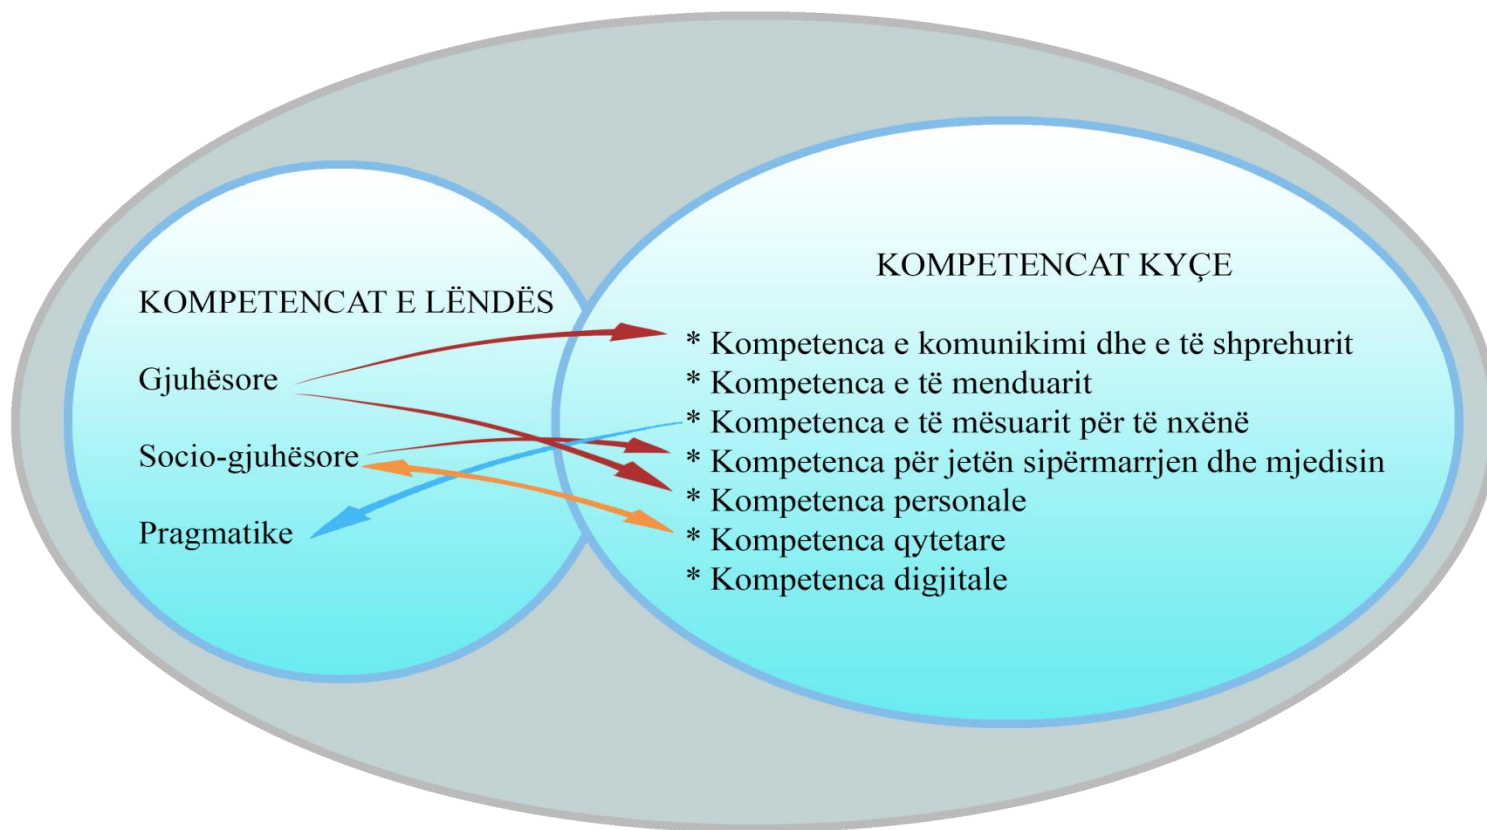 KOMPETENCAT E LËNDËS
Gjuhësore
Socio-gjuhësore
Pragmatike
KOMPETENCAT KYÇE
* Kompetenca e komunikimi dhe e të shprehurit
* Kompetenca e të menduarit
* Kompetenca e të mësuarit për të nxënë
* Kompetenca për jetën sipërmarrjen dhe mjedisin
* Kompetenca personale
* Kompetenca qytetare
* Kompetenca digjitale